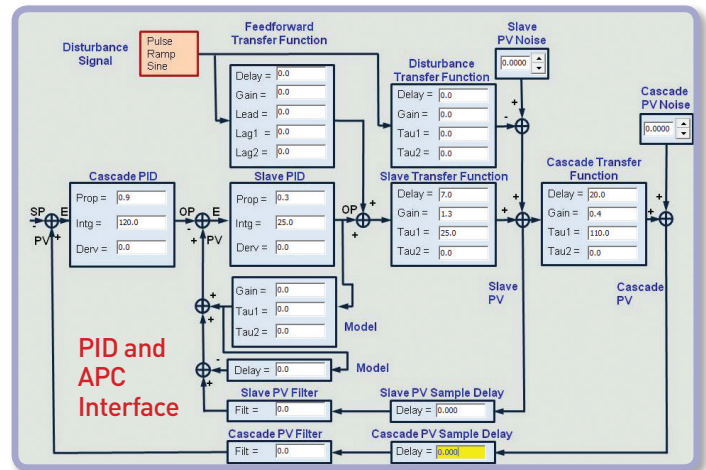 Disturbance
Signal
Pulse
Ramp
Sine
Feedforward
Transfer Function
Delay = 0.0
Gain = 0.0
Lead = 0.0
Lag1 = 0.0
Lag2 = 0.0
Disturbance
Transfer Function
Delay = 0.0
Gain = 0.0
Tau1 = 0.0
Tau2 = 0.0
Slave
PV Noise
0.0000
+
-
Cascade
PV Noise
0.0000
Cascade PID
SP
E
-
PV
+
Prop = 0.9
Intg = 120.0
Derv = 0.0
OP
E
-
PV
+
Slave PID
Prop = 0.3
Intg = 25.0
Derv = 0.0
OP
+
+
Slave Transfer Function
Delay = 7.0
Gain = 1.3
Tau1 = 25.0
Tau2 = 0.0
+
+
Slave
PV
Cascade Transfer
Function
Delay = 20.0
Gain = 0.4
Tau1 = 110.0
Tau2 = 0.0
+
+
Cascade
PV
+
+
Gain = 0.0
Tau1 = 0.0
Tau2 = 0.0
Model
-
+
Delay = 0.0
Model
PID and
APC
Interface
Slave PV Filter
Filt = 0.0
Slave PV Sample Delay
Delay = 0.000
Cascade PV Filter
Filt = 0.0
Cascade PV Sample Delay
Delay = 0.000